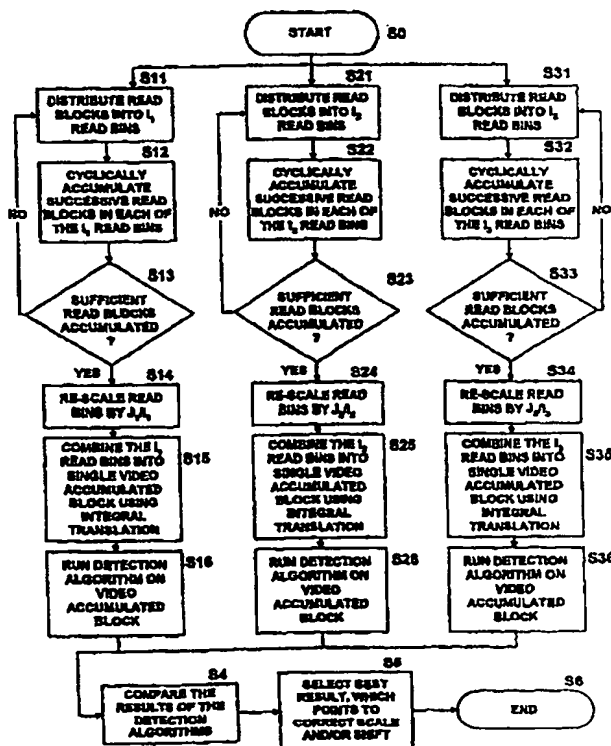 START
S0
S11
DISTRIBUTE READ
BLOCKS INTO I₁
READ BINS
S12
CYCLICALLY
ACCUMULATE
SUCCESSIVE READ
BLOCKS IN EACH OF
THE READ BINS
NO
S13
SUFFICIENT
READ BLOCKS
ACCUMULATED
?
YES
S14
RE-SCALE READ
BINS BY
S15
COMBINE THE
READ BINS INTO
SINGLE VIDEO
ACCUMULATED
BLOCK USING
INTEGRAL
TRANSLATION
S16
RUN DETECTION
ALGORITHM ON
VIDEO
ACCUMULATED
BLOCK
S21
DISTRIBUTE READ
BLOCKS INTO
READ BINS
S22
CYCLICALLY
ACCUMULATE
SUCCESSIVE READ
BLOCKS IN EACH OF
THE READ BINS
NO
S23
SUFFICIENT
READ BLOCKS
ACCUMULATED
?
YES
S24
RE-SCALE READ
BINS BY
S25
COMBINE THE
READ BINS INTO
SINGLE VIDEO
ACCUMULATED
BLOCK USING
INTEGRAL
TRANSLATION
S26
RUN DETECTION
ALGORITHM ON
VIDEO
ACCUMULATED
BLOCK
S31
DISTRIBUTE READ
BLOCKS INTO
READ BINS
S32
CYCLICALLY
ACCUMULATE
SUCCESSIVE READ
BLOCKS IN EACH OF
THE READ BINS
NO
S33
SUFFICIENT
READ BLOCKS
ACCUMULATED
?
YES
S34
RE-SCALE READ
BINS BY
S35
COMBINE THE
READ BINS INTO
SINGLE VIDEO
ACCUMULATED
BLOCK USING
INTEGRAL
TRANSLATION
S36
RUN DETECTION
ALGORITHM ON
VIDEO
ACCUMULATED
BLOCK
S4
COMPARE THE
RESULTS OF THE
DETECTION
ALGORITHMS
S5
SELECT BEST
RESULT, WHICH
POINTS TO
CORRECT SCALE
AND/OR SHIFT
S6
END